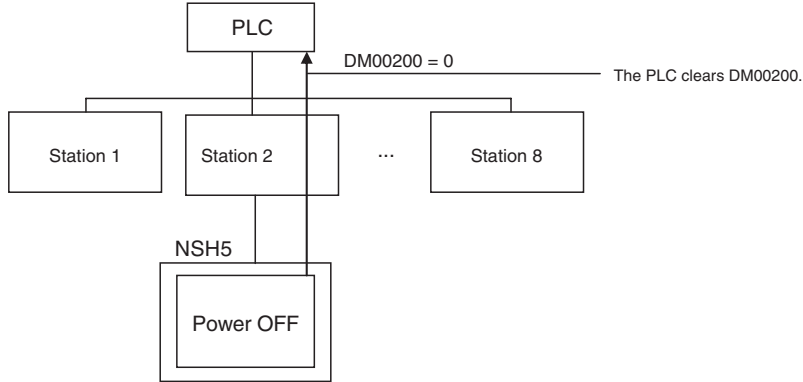 PLC
DM00200 = 0
The PLC clears DM00200.
Station 1
Station 2
...
Station 8
NSH5
Power OFF